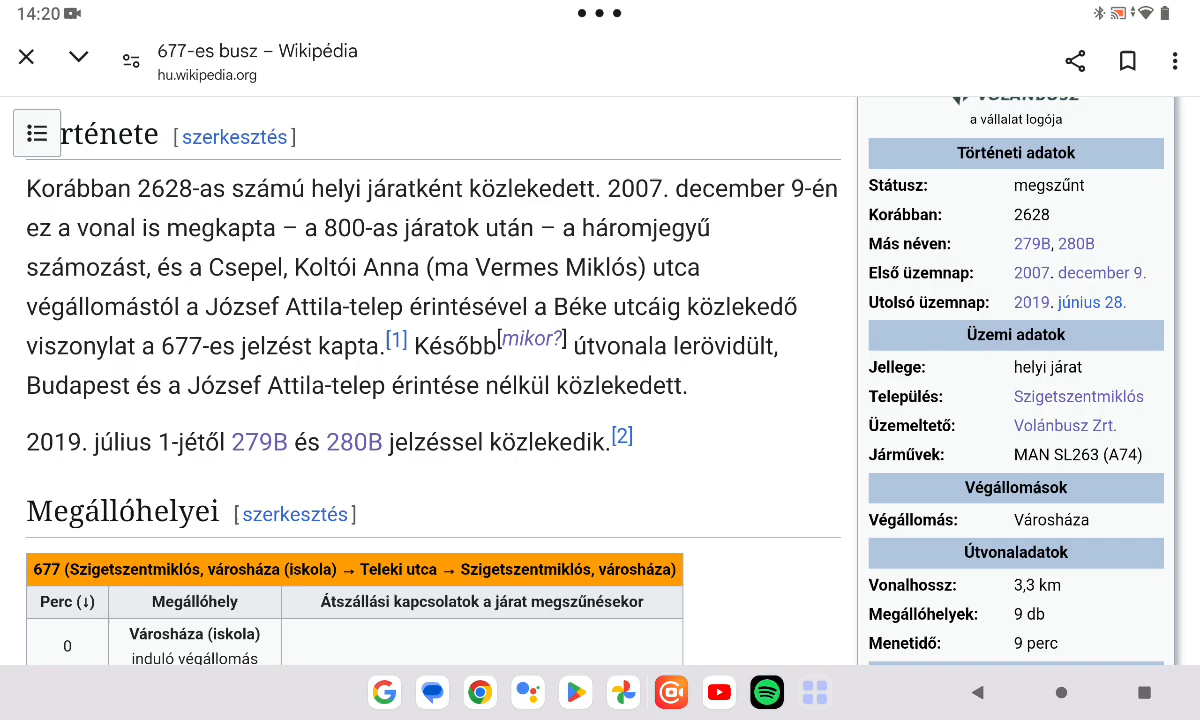 14:20
677-es busz – Wikipédia
hu.wikipedia.org
rténete [ szerkesztés ]
Korábban 2628-as számú helyi járatként közlekedett. 2007. december 9-én
ez a vonal is megkapta – a 800-as járatok után – a háromjegyű
számozást, és a Csepel, Koltói Anna (ma Vermes Miklós) utca
végállomástól a József Attila-telep érintésével a Béke utcáig közlekedő
viszonylat a 677-es jelzést kapta.[1] Később[mikor?] útvonala lerövidült,
Budapest és a József Attila-telep érintése nélkül közlekedett.
2019. július 1-jétől 279B és 280B jelzéssel közlekedik.[2]
Megállóhelyei [ szerkesztés ]
677 (Szigetszentmiklós, városháza (iskola) → Teleki utca → Szigetszentmiklós, városháza)
Perc (↓) Megállóhely Átszállási kapcsolatok a járat megszűnésekor
0 Városháza (iskola)
induló végállomás
VOLÁNBUSZ
a vállalat logója
Történeti adatok
Státusz: megszűnt
Korábban: 2628
Más néven: 279B, 280B
Első üzemnap: 2007. december 9.
Utolsó üzemnap: 2019. június 28.
Üzemi adatok
Jellege: helyi járat
Település: Szigetszentmiklós
Üzemeltető: Volánbusz Zrt.
Járművek: MAN SL263 (A74)
Végállomások
Végállomás: Városháza
Útvonaladatok
Vonalhossz: 3,3 km
Megállóhelyek: 9 db
Menetidő: 9 perc